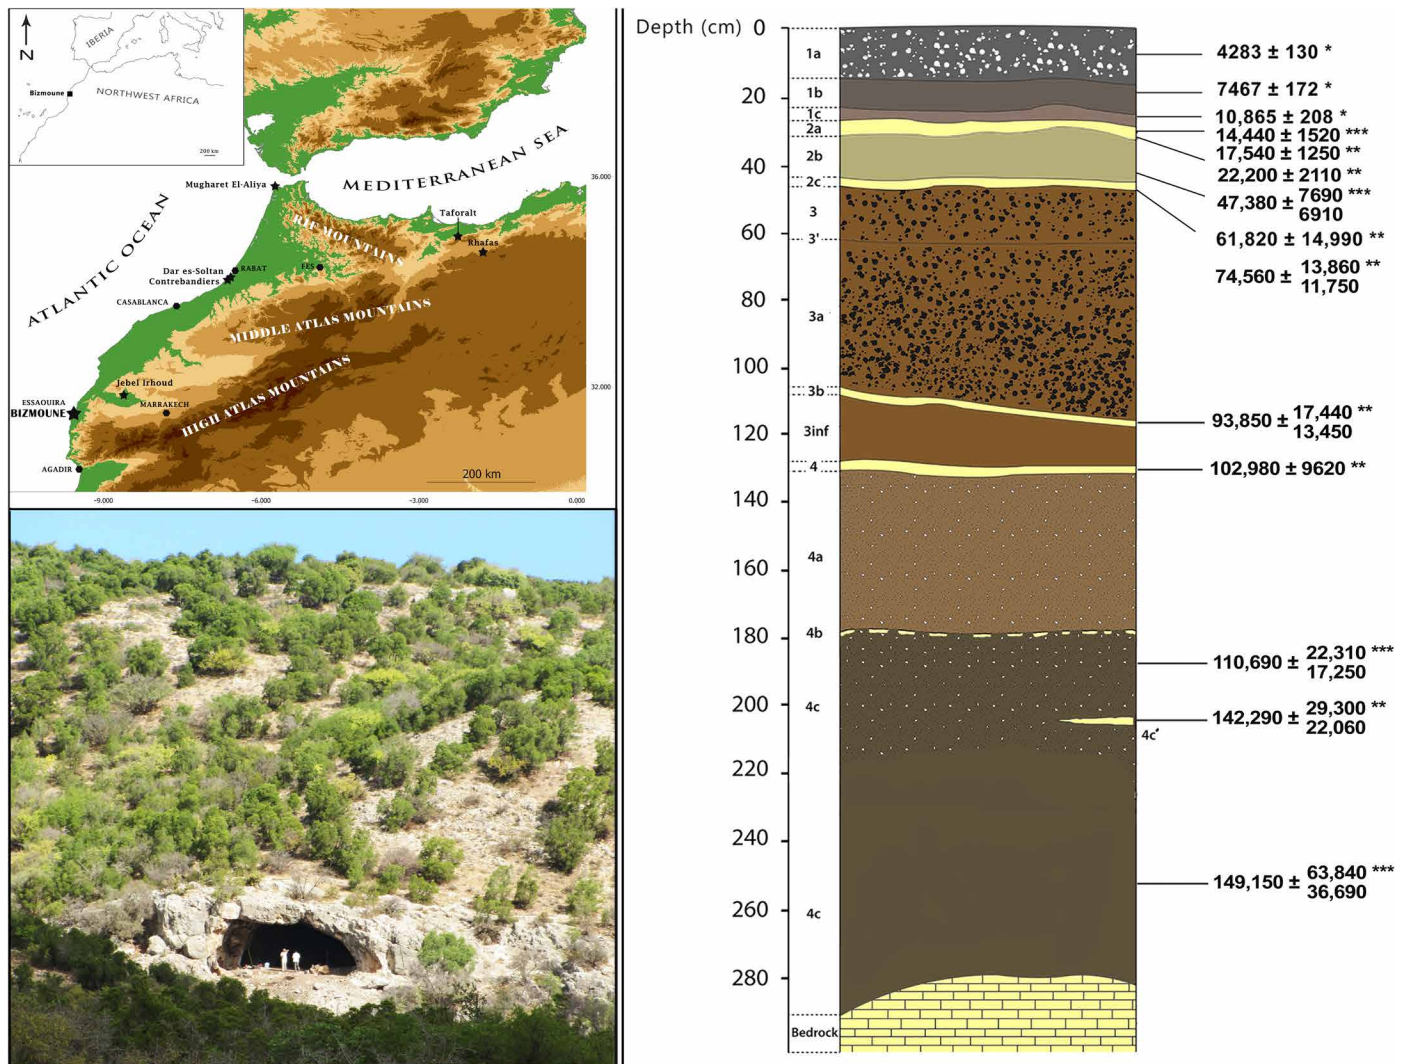 N
IBERIA
Bizmoune
NORTHWEST AFRICA
200 km
ATLANTIC OCEAN
MEDITERRANEAN SEA
36.000
Mugharet El-Aliya
Taforalt
RIF MOUNTAINS
Rhafas
Dar es-Soltan
RABAT
FES
Contrebandiers
CASABLANCA
MIDDLE ATLAS MOUNTAINS
32.000
Jebel Irhoud
ESSAOUIRA
MARRAKECH
BIZMOUNE
HIGH ATLAS MOUNTAINS
AGADIR
200 km
-9.000 -6.000 -3.000 0.000
Depth (cm)
0
20
40
60
80
100
120
140
160
180
200
220
240
260
280
1a
1b
1c
2a
2b
2c
3
3'
3a
3b
3inf
4
4a
4b
4c
4c'
4c
Bedrock
4283 ± 130 *
7467 ± 172 *
10,865 ± 208 *
14,440 ± 1520 ***
17,540 ± 1250 **
22,200 ± 2110 **
47,380 ± 7690 ***
6910
61,820 ± 14,990 **
74,560 ± 13,860 **
11,750
93,850 ± 17,440 **
13,450
102,980 ± 9620 **
110,690 ± 22,310 ***
17,250
142,290 ± 29,300 **
22,060
149,150 ± 63,840 ***
36,690